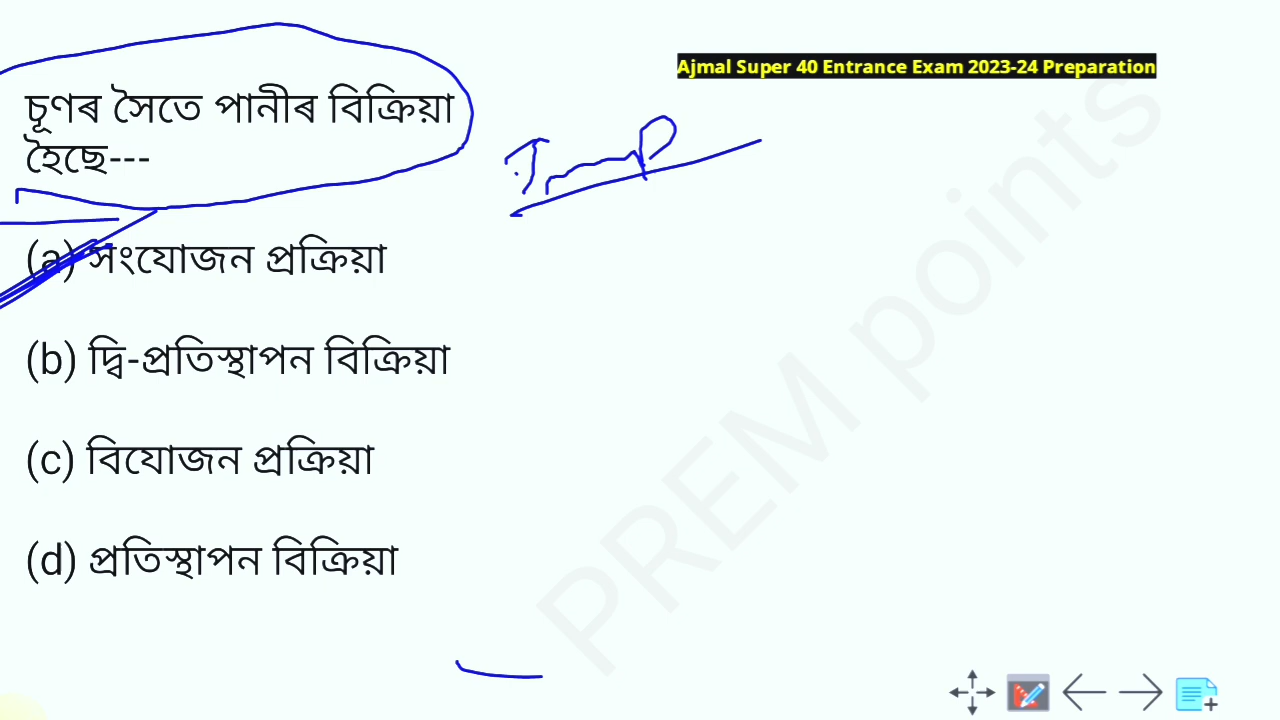 Ajmal Super 40 Entrance Exam 2023-24 Preparation
চূণৰ সৈতে পানীৰ বিক্ৰিয়া
হৈছে---
Imp
(a) সংযোজন প্ৰক্ৰিয়া
(b) দ্বি-প্ৰতিস্থাপন বিক্ৰিয়া
(c) বিযোজন প্ৰক্ৰিয়া
(d) প্ৰতিস্থাপন বিক্ৰিয়া
PREM points